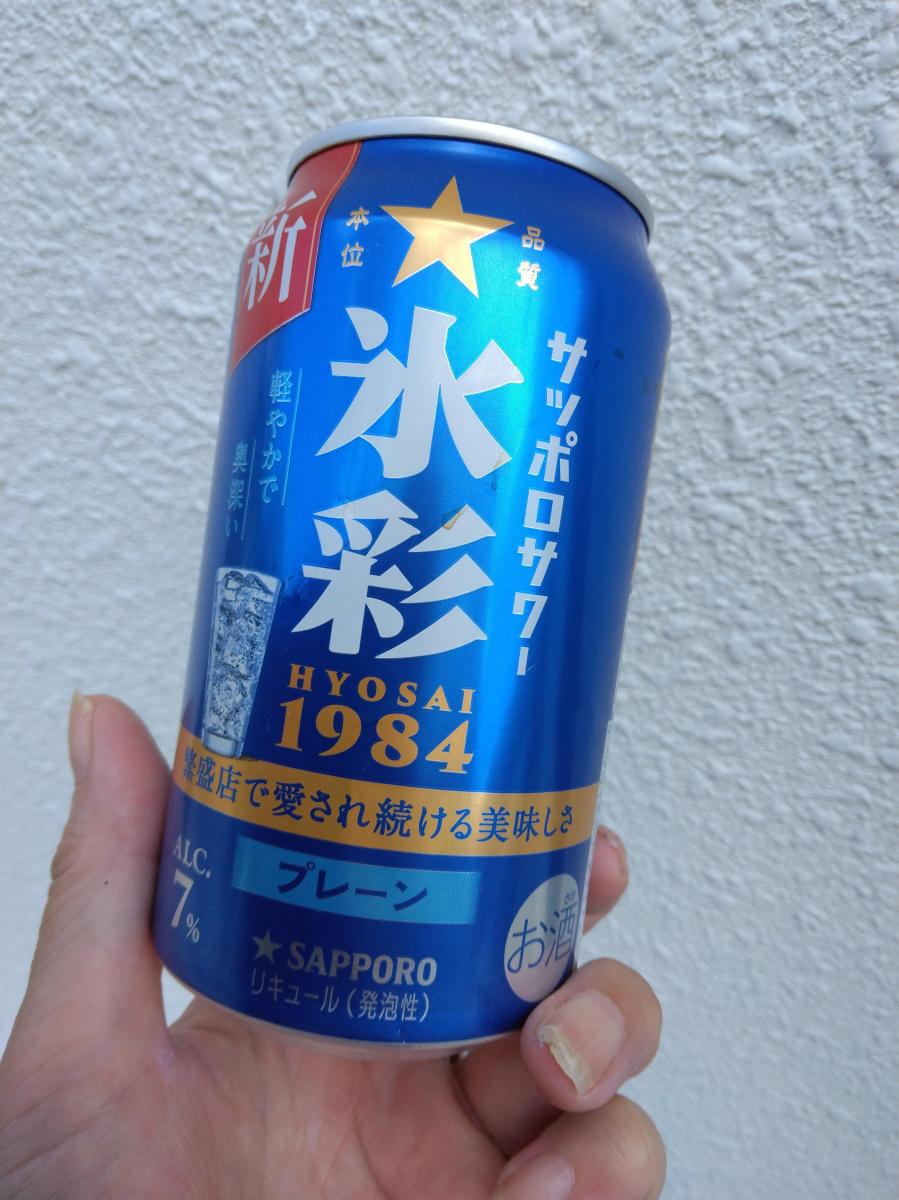 新
本位
品質
サッポロサワー
氷彩
HYOSAI
1984
軽やかで
奥深い
繁盛店で愛され続ける美味しさ
プレーン
ALC.
7%
さけ
お酒
SAPPORO
リキュール(発泡性)